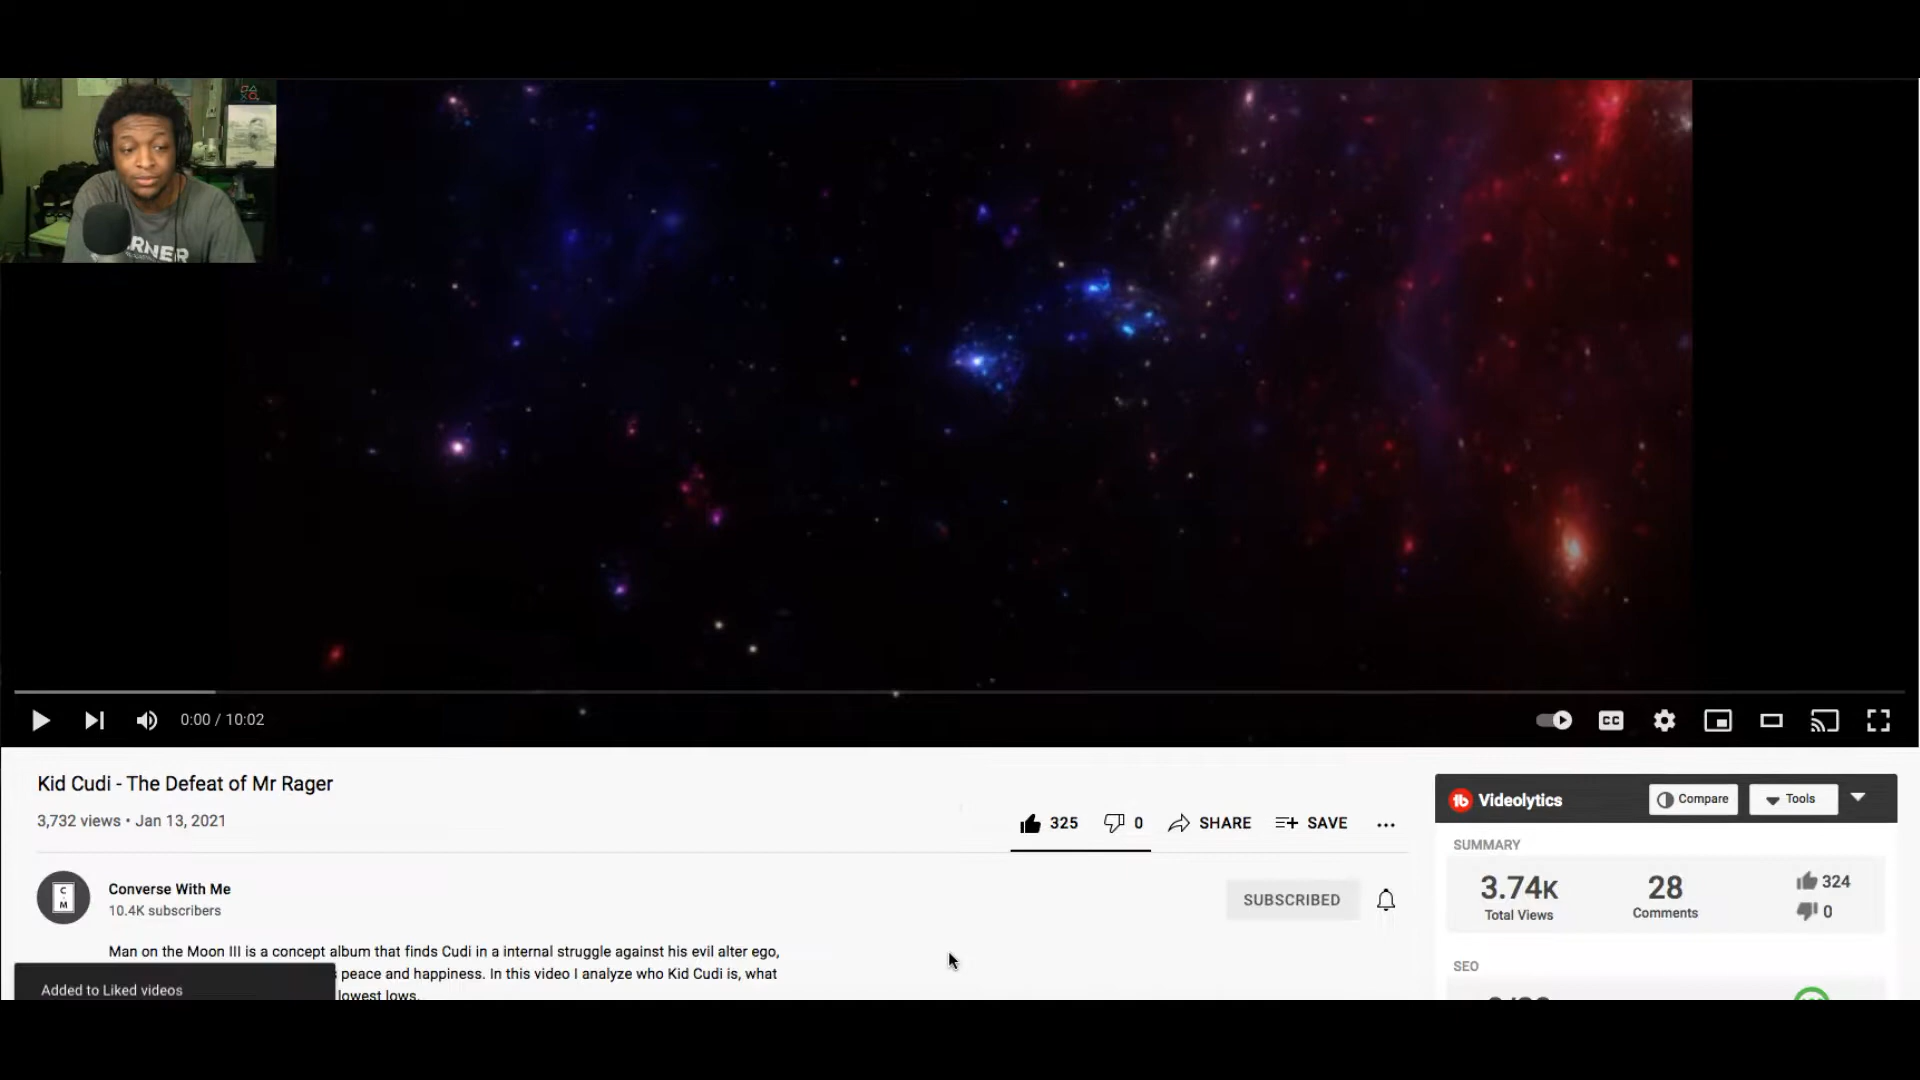 RNER
0:00 / 10:02
CC
Kid Cudi - The Defeat of Mr Rager
3,732 views • Jan 13, 2021
325
0
SHARE
SAVE
C
M
Converse With Me
10.4K subscribers
SUBSCRIBED
Man on the Moon III is a concept album that finds Cudi in a internal struggle against his evil alter ego,
peace and happiness. In this video I analyze who Kid Cudi is, what
lowest lows.
Added to Liked videos
tb Videolytics
Compare
Tools
SUMMARY
3.74K
Total Views
28
Comments
324
0
SEO